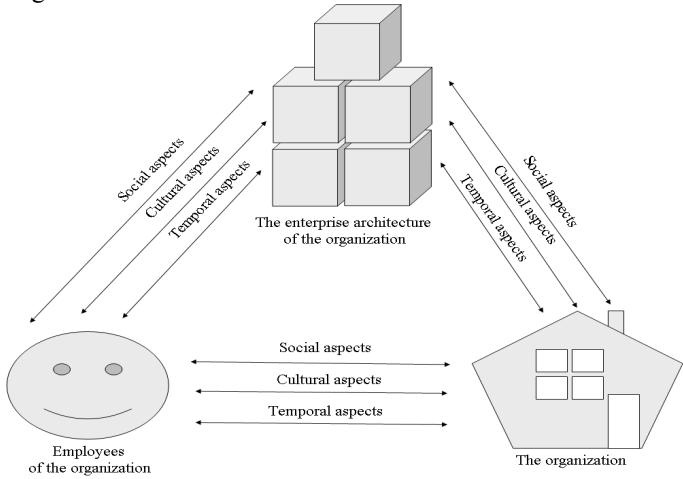 Social aspects
Cultural aspects
Temporal aspects
Social aspects
Cultural aspects
Temporal aspects
The enterprise architecture
of the organization
Social aspects
Cultural aspects
Temporal aspects
Employees
of the organization
The organization